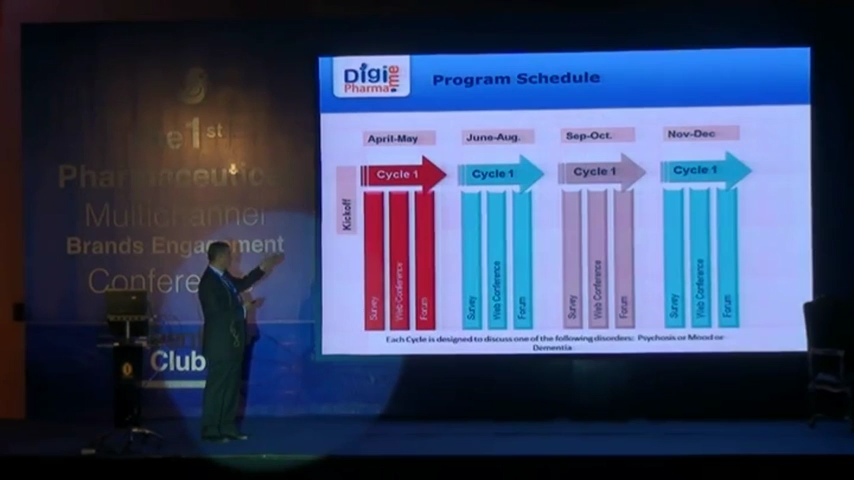 1st
Pharmaceutic
Multichannel
Brands Engagement
Confere
Club
Digi
Pharma
me
Program Schedule
April-May
June-Aug.
Sep-Oct.
Nov-Dec
Kickoff
Cycle 1
Cycle 1
Cycle 1
Cycle 1
Survey
Web Conference
Forum
Survey
Web Conference
Forum
Survey
Web Conference
Forum
Survey
Web Conference
Forum
Each Cycle is designed to discuss one of the following disorders: Psychosis or Mood or
Dementia